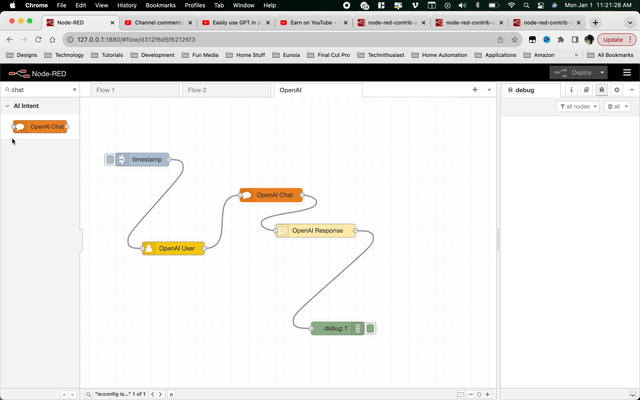 Chrome File Edit View History Bookmarks Profiles Tab Window Help Mon Jan 1 11:21:28 AM
Node-RED Channel comments Easily use GPT in p Earn on YouTube - node-red-contrib- node-red-contrib- node-red-contrib-
127.0.0.1:1880/#flow/d312f6d5f6216f3 Update
Designs Technology Development Fun Media Home Stuff Eunoia Final Cut Pro Technithusiast Home Automation Applications Amazon All Bookmarks
Node-RED Deploy
chat Flow 1 Flow 2 OpenAI debug
AI Intent all nodes all
OpenAI Chat
timestamp
OpenAI Chat
OpenAI Response
OpenAI User
debug 1
"is:config is..." 1 of 1